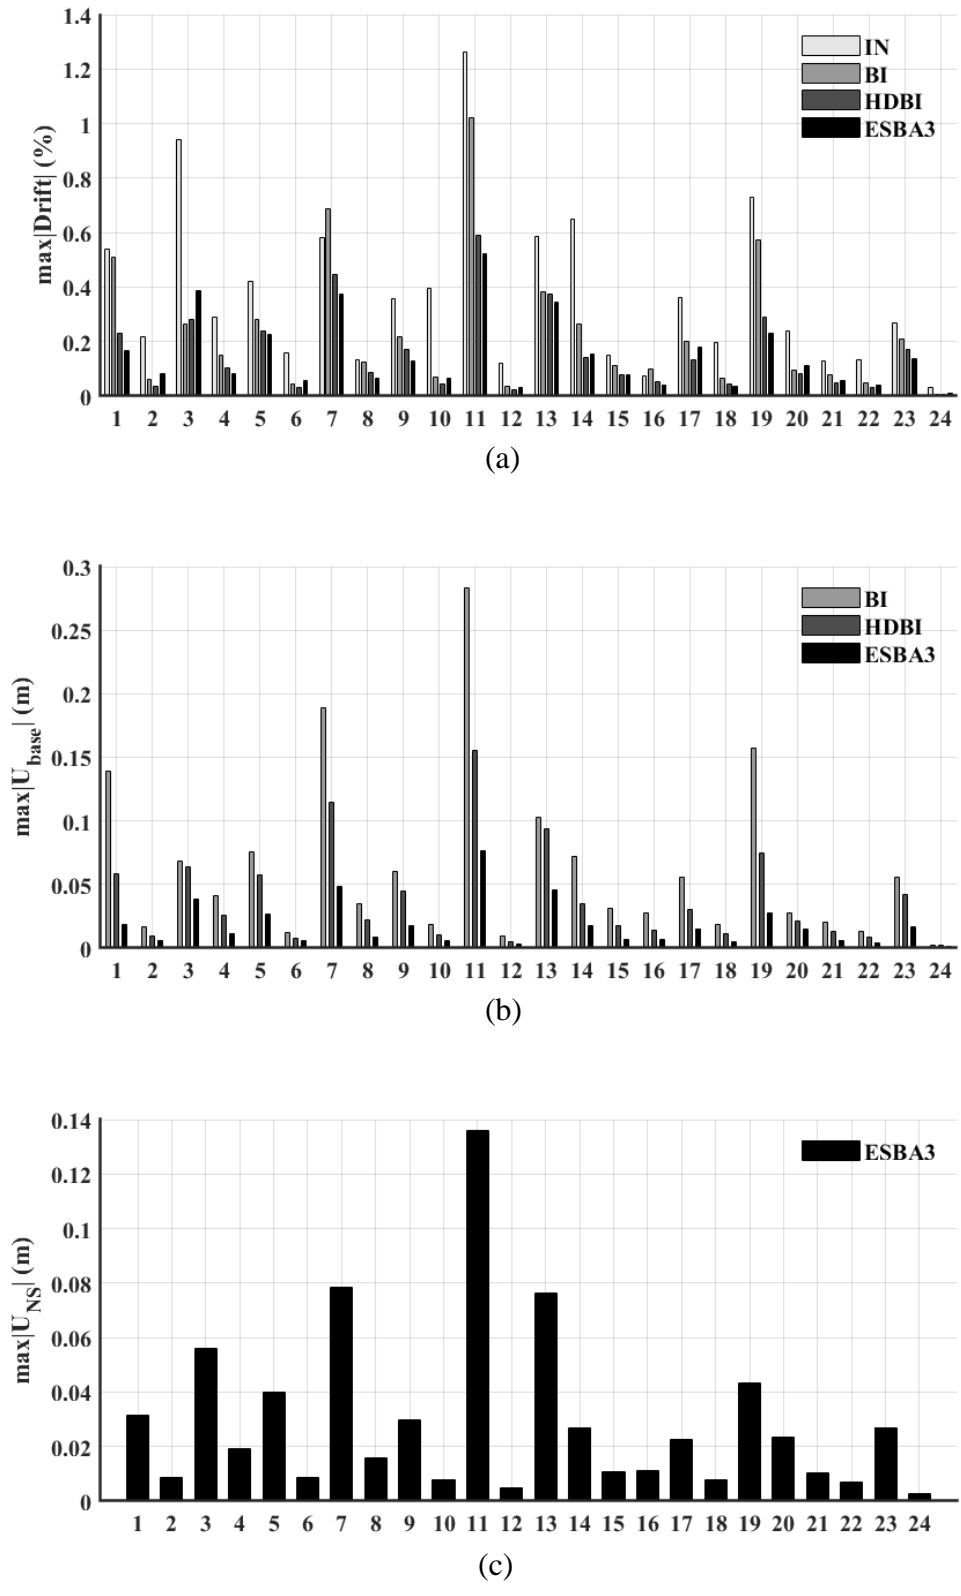 1.4
1.2
1
0.8
0.6
0.4
0.2
0
max|Drift| (%)
IN
BI
HDBI
ESBA3
1 2 3 4 5 6 7 8 9 10 11 12 13 14 15 16 17 18 19 20 21 22 23 24
(a)
0.3
0.25
0.2
0.15
0.1
0.05
0
max|U_base| (m)
BI
HDBI
ESBA3
1 2 3 4 5 6 7 8 9 10 11 12 13 14 15 16 17 18 19 20 21 22 23 24
(b)
0.14
0.12
0.1
0.08
0.06
0.04
0.02
0
max|U_NS| (m)
ESBA3
1 2 3 4 5 6 7 8 9 10 11 12 13 14 15 16 17 18 19 20 21 22 23 24
(c)